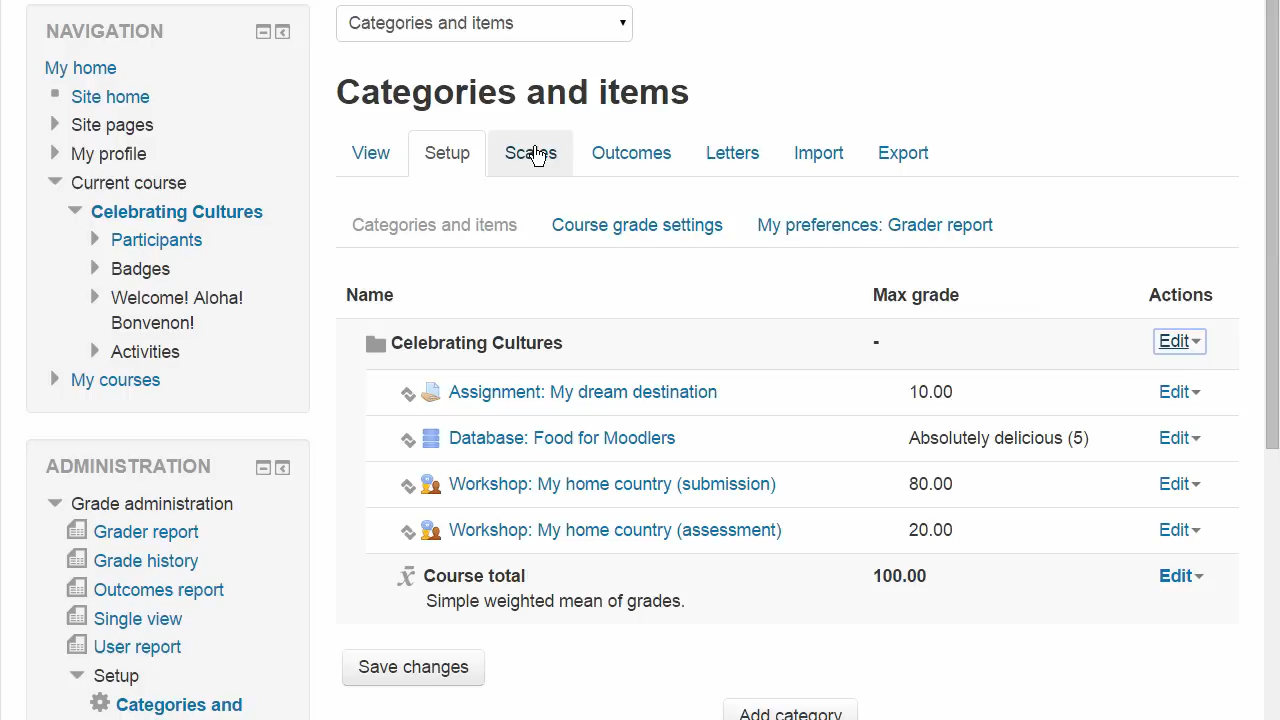 NAVIGATION
My home
Site home
Site pages
My profile
Current course
Celebrating Cultures
Participants
Badges
Welcome! Aloha!
Bonvenon!
Activities
My courses
ADMINISTRATION
Grade administration
Grader report
Grade history
Outcomes report
Single view
User report
Setup
Categories and
Categories and items
Categories and items
View Setup Scales Outcomes Letters Import Export
Categories and items Course grade settings My preferences: Grader report
Name Max grade Actions
Celebrating Cultures - Edit
Assignment: My dream destination 10.00 Edit
Database: Food for Moodlers Absolutely delicious (5) Edit
Workshop: My home country (submission) 80.00 Edit
Workshop: My home country (assessment) 20.00 Edit
Course total 100.00 Edit
Simple weighted mean of grades.
Save changes
Add category